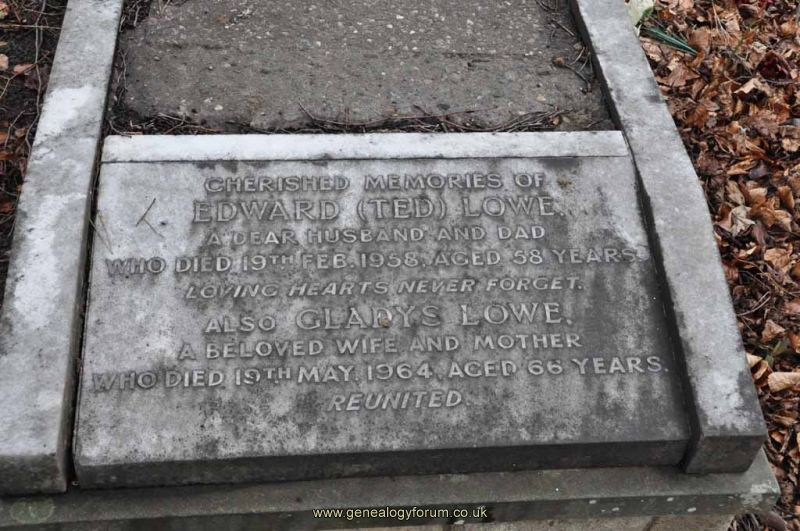 CHERISHED MEMORIES OF
EDWARD (TED) LOWE,
A DEAR HUSBAND AND DAD
WHO DIED 19TH FEB. 1958, AGED 58 YEARS.
LOVING HEARTS NEVER FORGET.
ALSO GLADYS LOWE,
A BELOVED WIFE AND MOTHER
WHO DIED 19TH MAY, 1964, AGED 66 YEARS.
REUNITED.
www.genealogyforum.co.uk